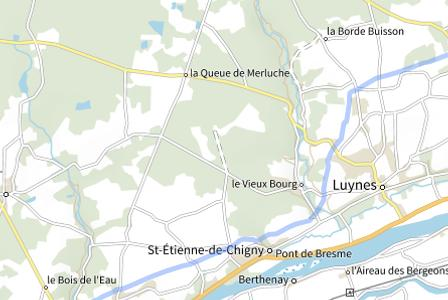 la Borde Buisson
la Queue de Merluche
le Vieux Bourg
Luynes
St-Étienne-de-Chigny
Pont de Bresme
l'Aireau des Bergeons
le Bois de l'Eau
Berthenay